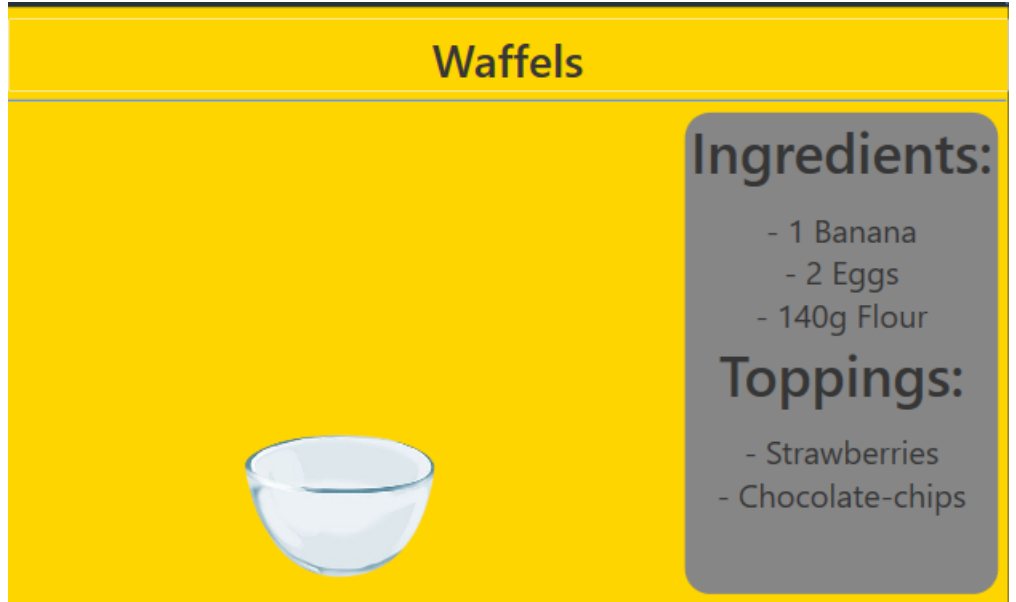 Waffels
Ingredients:
- 1 Banana
- 2 Eggs
- 140g Flour
Toppings:
- Strawberries
- Chocolate-chips